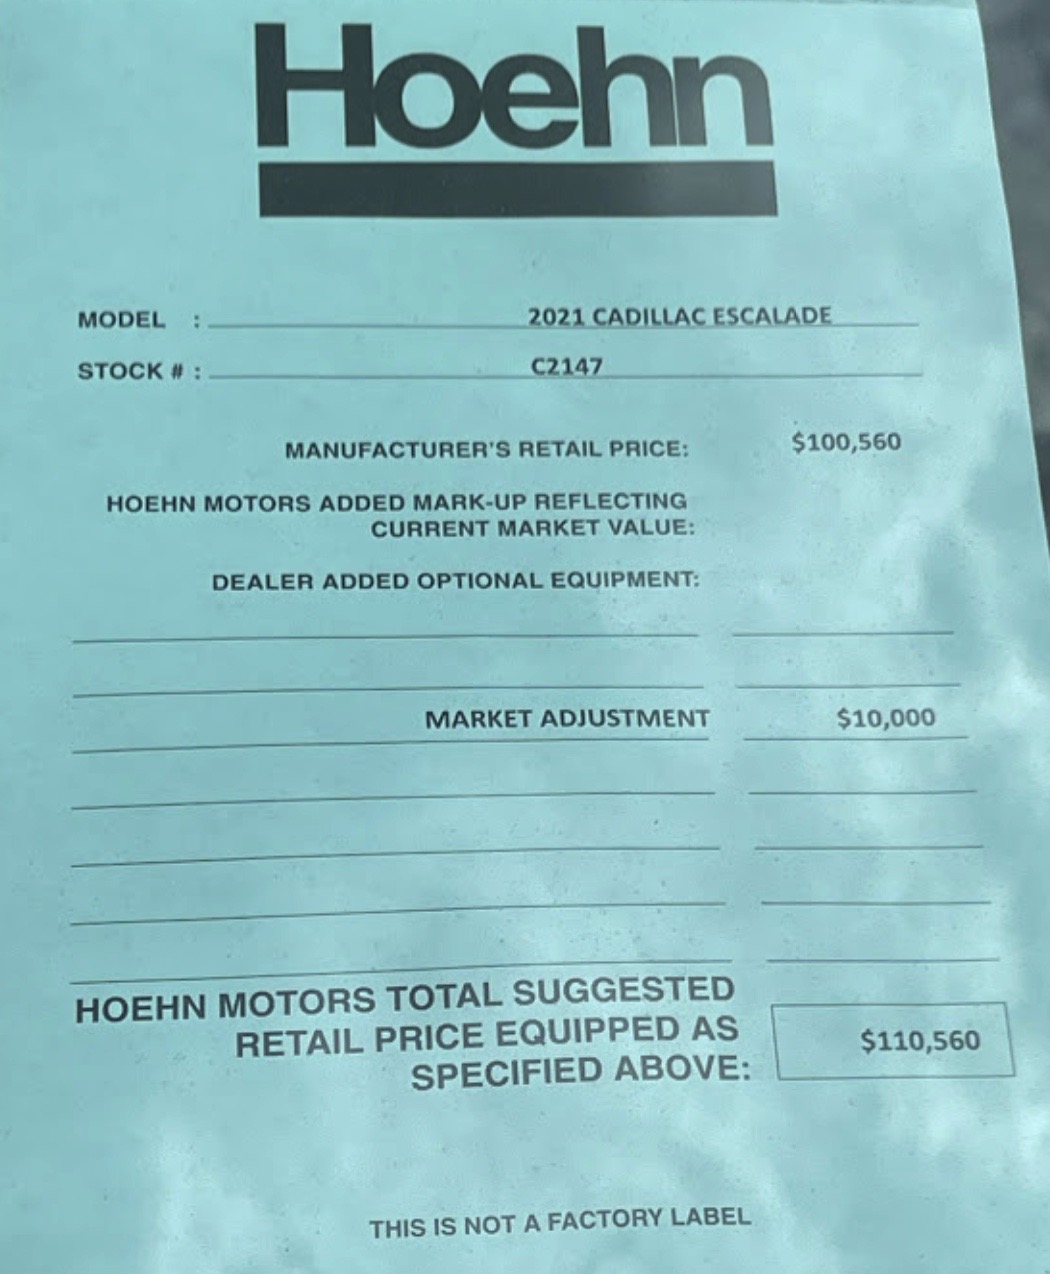 Hoehn
MODEL : 2021 CADILLAC ESCALADE
STOCK # : C2147
MANUFACTURER'S RETAIL PRICE: $100,560
HOEHN MOTORS ADDED MARK-UP REFLECTING
CURRENT MARKET VALUE:
DEALER ADDED OPTIONAL EQUIPMENT:
MARKET ADJUSTMENT $10,000
HOEHN MOTORS TOTAL SUGGESTED
RETAIL PRICE EQUIPPED AS $110,560
SPECIFIED ABOVE:
THIS IS NOT A FACTORY LABEL